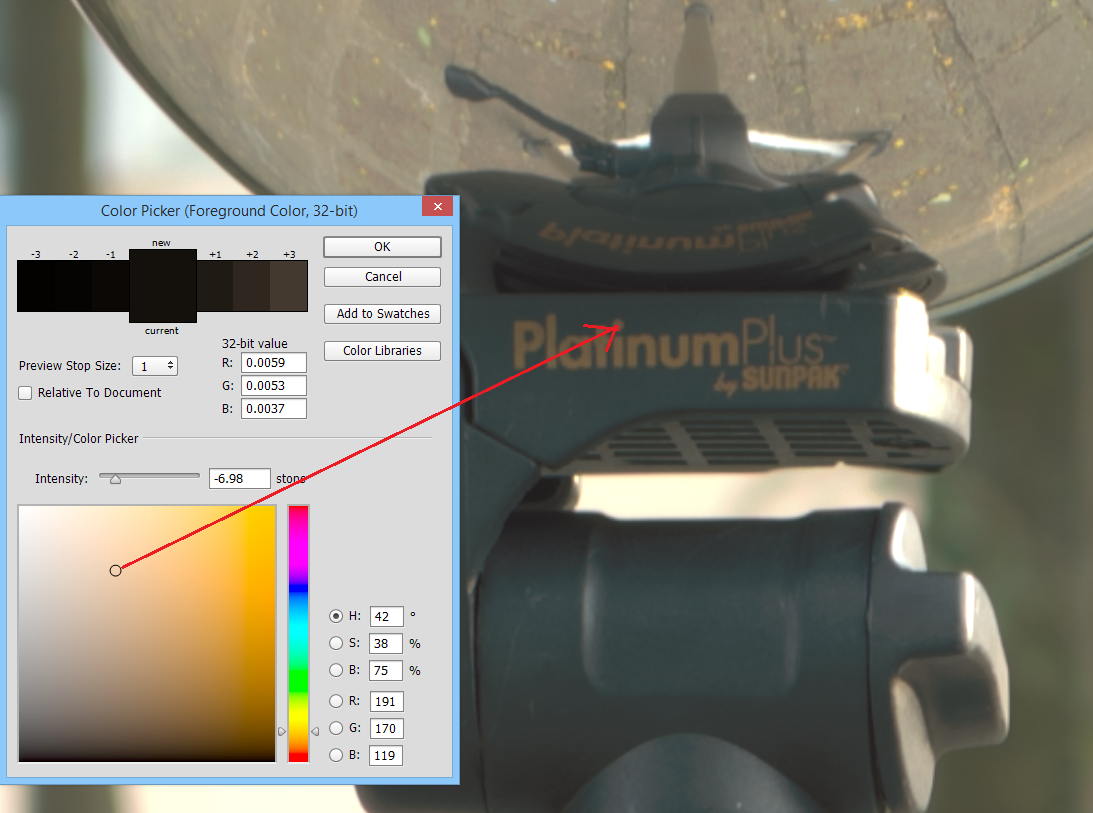 Color Picker (Foreground Color, 32-bit)
new
-3 -2 -1 +1 +2 +3
current
OK
Cancel
Add to Swatches
Color Libraries
Preview Stop Size: 1
Relative To Document
32-bit value
R: 0.0059
G: 0.0053
B: 0.0037
Intensity/Color Picker
Intensity: -6.98 stops
H: 42 °
S: 38 %
B: 75 %
R: 191
G: 170
B: 119
Platinum Plus
PlatinumPlus™
by SUNPAK